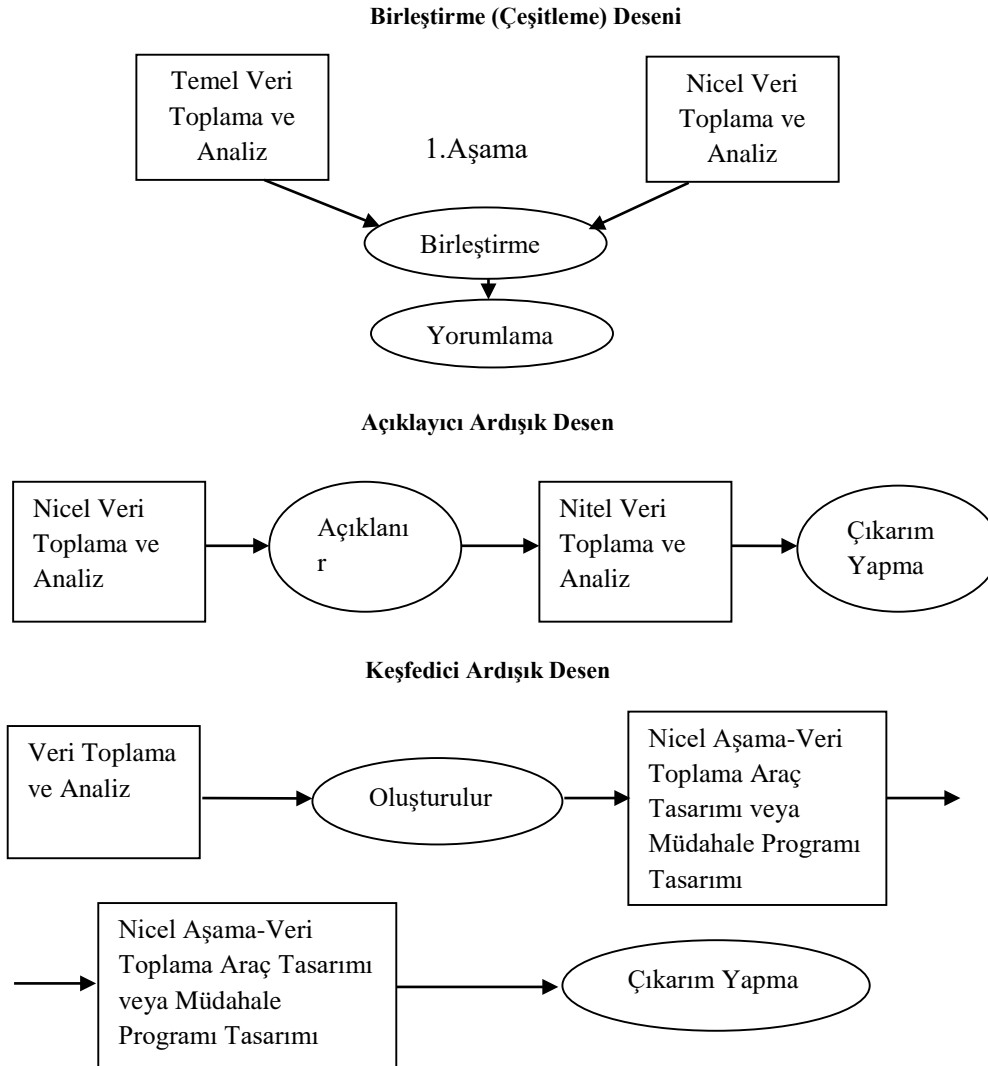 Birleştirme (Çeşitleme) Deseni
Temel Veri
Toplama ve
Analiz
1.Aşama
Nicel Veri
Toplama ve
Analiz
Birleştirme
Yorumlama
Açıklayıcı Ardışık Desen
Nicel Veri
Toplama ve
Analiz
Açıklanı
r
Nitel Veri
Toplama ve
Analiz
Çıkarım
Yapma
Keşfedici Ardışık Desen
Veri Toplama
ve Analiz
Oluşturulur
Nicel Aşama-Veri
Toplama Araç
Tasarımı veya
Müdahale Programı
Tasarımı
Nicel Aşama-Veri
Toplama Araç Tasarımı
veya Müdahale
Programı Tasarımı
Çıkarım Yapma